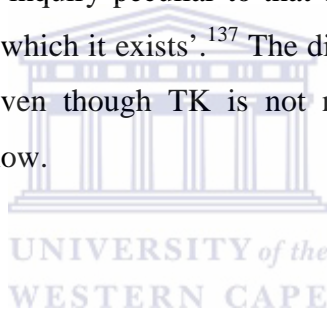 inquiry peculiar to that
which it exists’.137 The di
ven though TK is not
ow.
UNIVERSITY of the
WESTERN CAPE